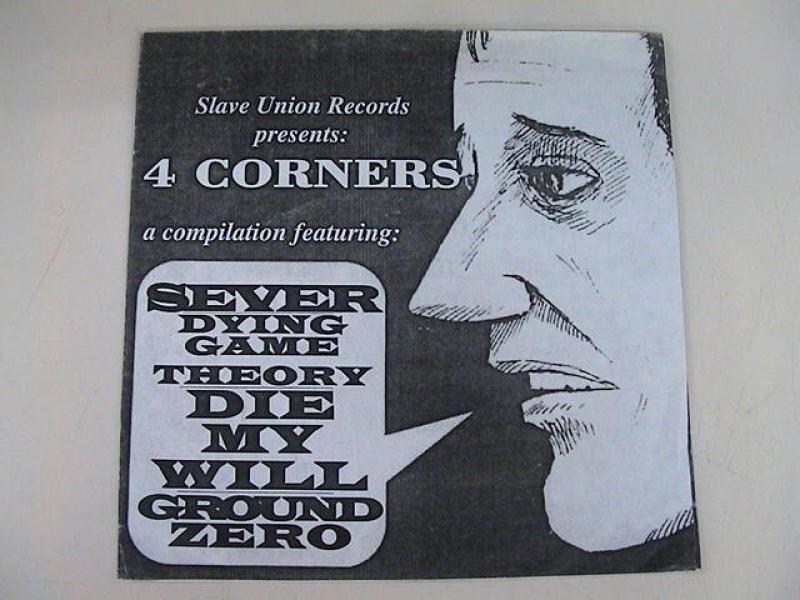 Slave Union Records
presents:
4 CORNERS
a compilation featuring:
SEVER
DYING
GAME
THEORY
DIE
MY
WILL
GROUND
ZERO